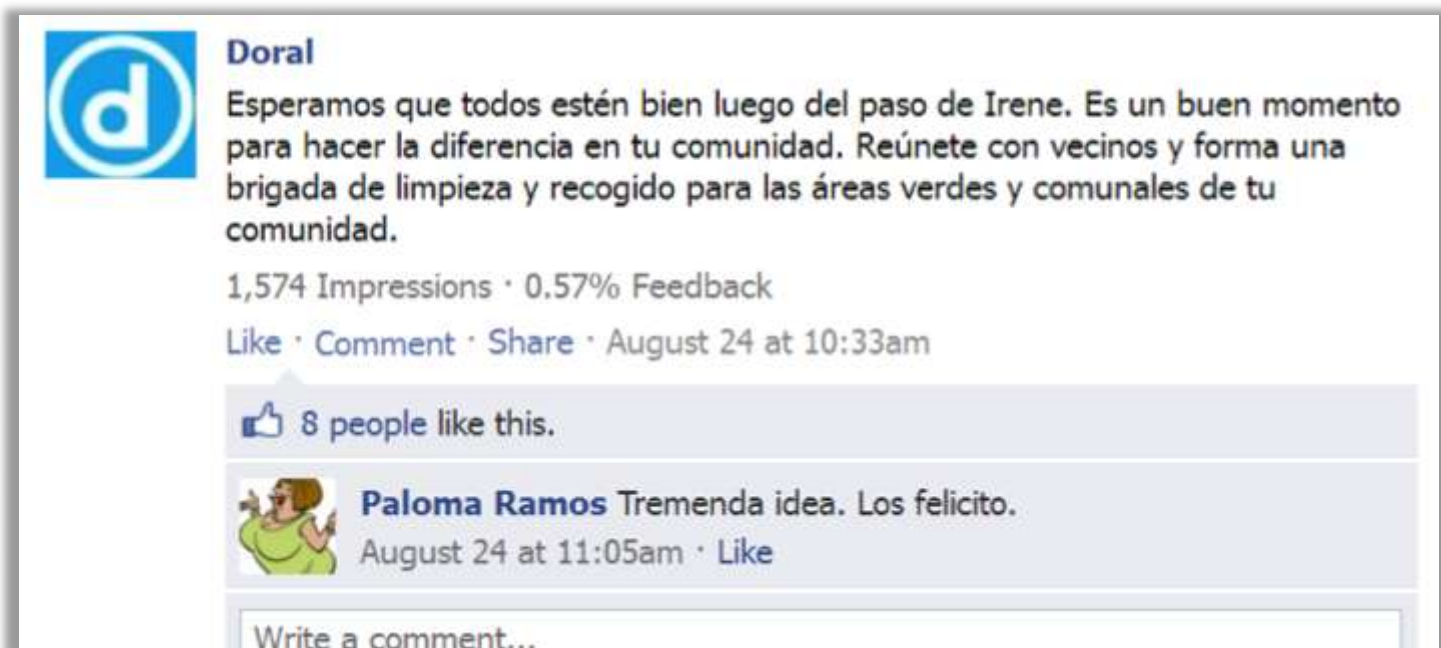 d
Doral
Esperamos que todos estén bien luego del paso de Irene. Es un buen momento
para hacer la diferencia en tu comunidad. Reúnete con vecinos y forma una
brigada de limpieza y recogido para las áreas verdes y comunales de tu
comunidad.
1,574 Impressions · 0.57% Feedback
Like · Comment · Share · August 24 at 10:33am
8 people like this.
Paloma Ramos Tremenda idea. Los felicito.
August 24 at 11:05am · Like
Write a comment...